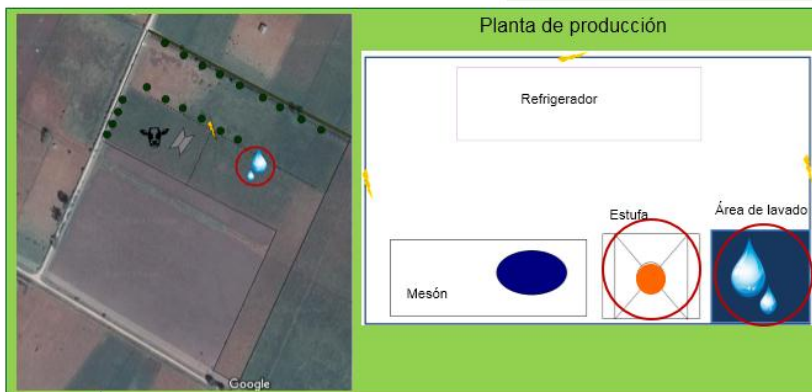 Planta de producción
Refrigerador
Estufa
Área de lavado
Mesón
Google